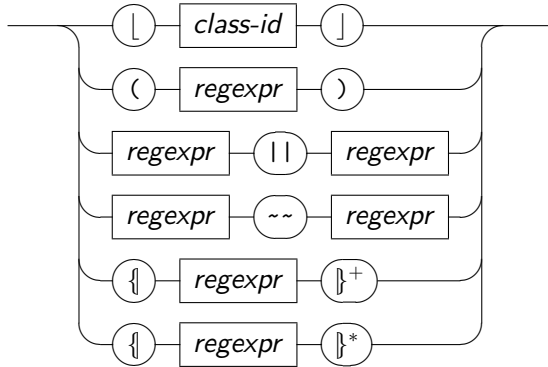 ⌊ class-id ⌋
( regexpr )
regexpr || regexpr
regexpr ~~ regexpr
⦃ regexpr ⦄+
⦃ regexpr ⦄*